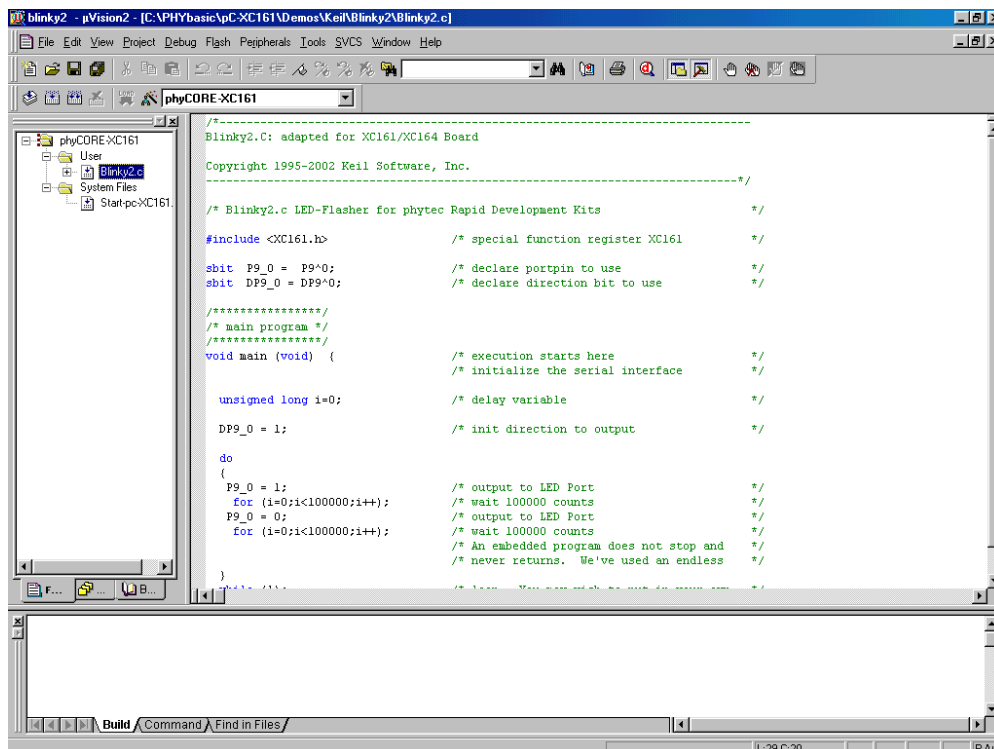 blinky2 - µVision2 - [C:\PHYbasic\pC-XC161\Demos\Keil\Blinky2\Blinky2.c]
File Edit View Project Debug Flash Peripherals Tools SVCS Window Help
phyCORE-XC161
phyCORE-XC161
User
Blinky2.c
System Files
Start-pc-XC161.
F... ... B...
/*------------------------------------------------------------------------------
Blinky2.C: adapted for XC161/XC164 Board
Copyright 1995-2002 Keil Software, Inc.
------------------------------------------------------------------------------*/
/* Blinky2.c LED-Flasher for phytec Rapid Development Kits */
#include <XC161.h> /* special function register XC161 */
sbit P9_0 = P9^0; /* declare portpin to use */
sbit DP9_0 = DP9^0; /* declare direction bit to use */
/****************/
/* main program */
/****************/
void main (void) { /* execution starts here */
/* initialize the serial interface */
unsigned long i=0; /* delay variable */
DP9_0 = 1; /* init direction to output */
do
{
P9_0 = 1; /* output to LED Port */
for (i=0;i<100000;i++); /* wait 100000 counts */
P9_0 = 0; /* output to LED Port */
for (i=0;i<100000;i++); /* wait 100000 counts */
/* An embedded program does not stop and */
/* never returns. We've used an endless */
}
Build Command Find in Files
L:29 C:20